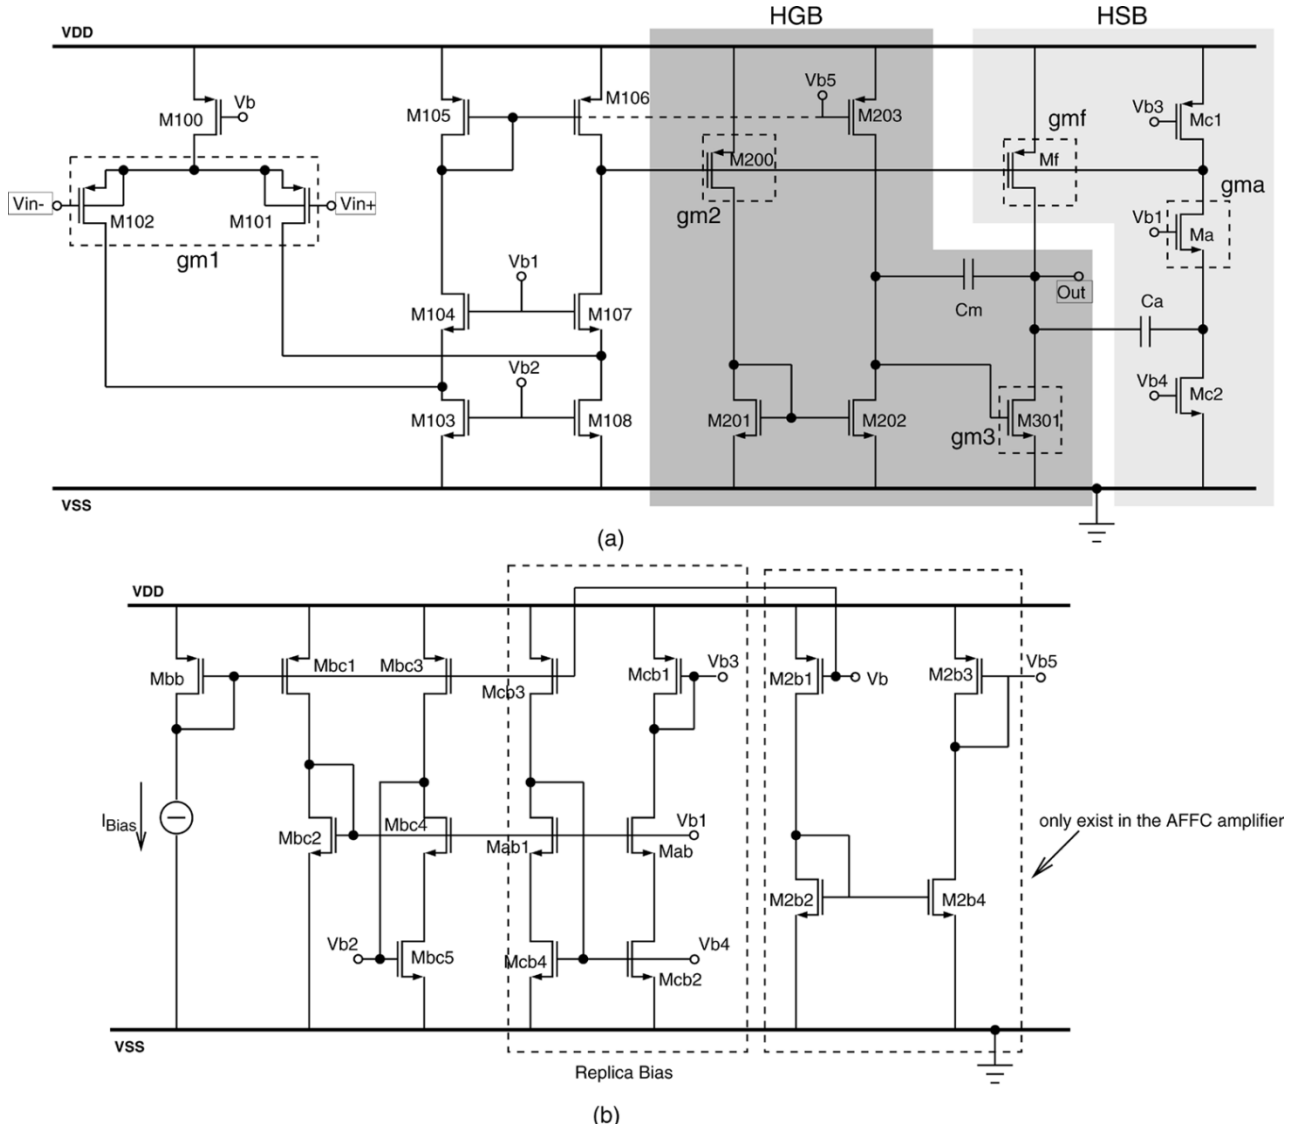 HGB
HSB
VDD
Vb
M100
M105
M106
Vb5
M203
gmf
Vb3
Mc1
M200
Mf
gma
Vin-
M102
M101
Vin+
gm1
gm2
Vb1
Ma
Vb1
M104
M107
Cm
Out
Ca
Vb2
M103
M108
M201
M202
gm3
M301
Vb4
Mc2
VSS
(a)
VDD
Mbb
Mbc1
Mbc3
Mcb3
Mcb1
Vb3
M2b1
Vb
M2b3
Vb5
IBias
Mbc2
Mbc4
Mab1
Mab
Vb1
only exist in the AFFC amplifier
M2b2
M2b4
Vb2
Mbc5
Mcb4
Mcb2
Vb4
VSS
Replica Bias
(b)